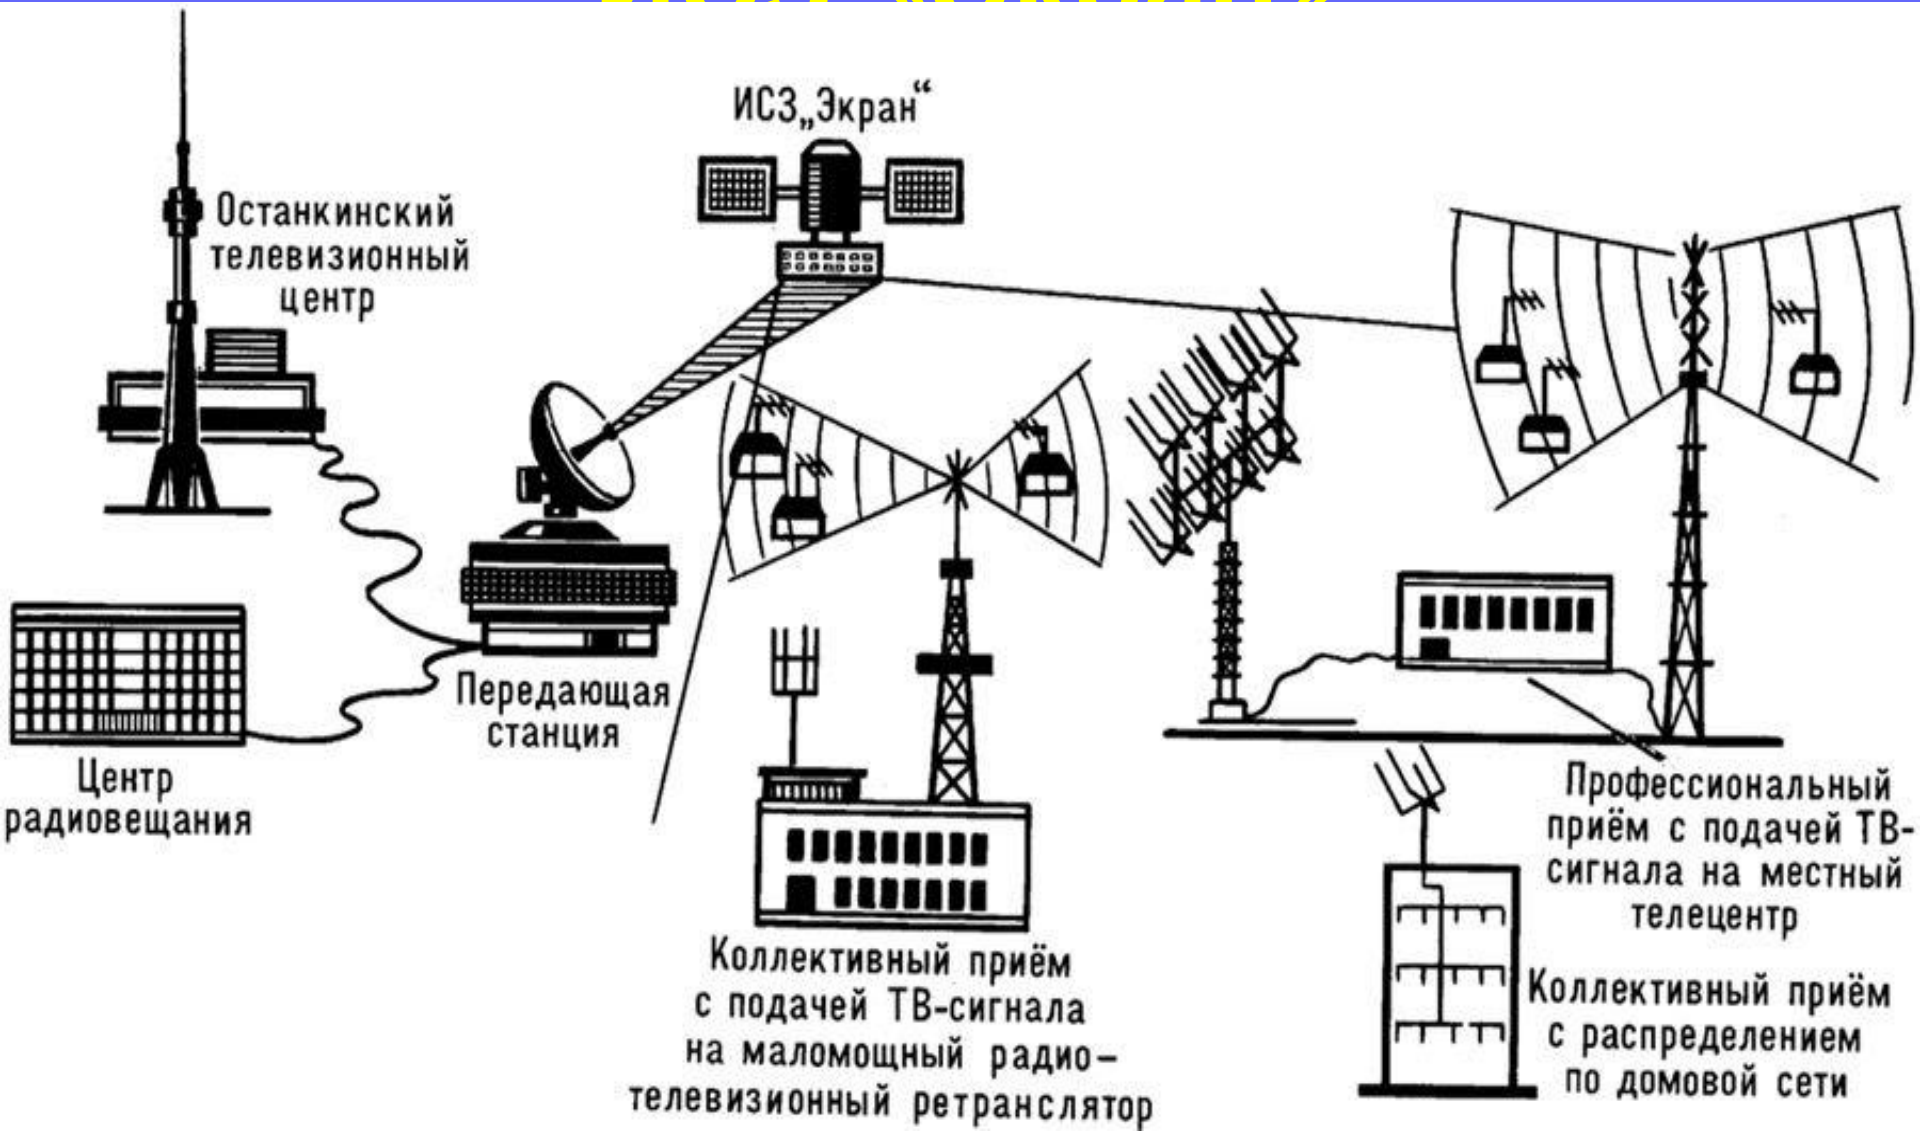 ИСЗ „Экран“
Останкинский
телевизионный
центр
Передающая
станция
Центр
радиовещания
Коллективный приём
с подачей ТВ-сигнала
на маломощный радио-
телевизионный ретранслятор
Профессиональный
приём с подачей ТВ-
сигнала на местный
телецентр
Коллективный приём
с распределением
по домовой сети